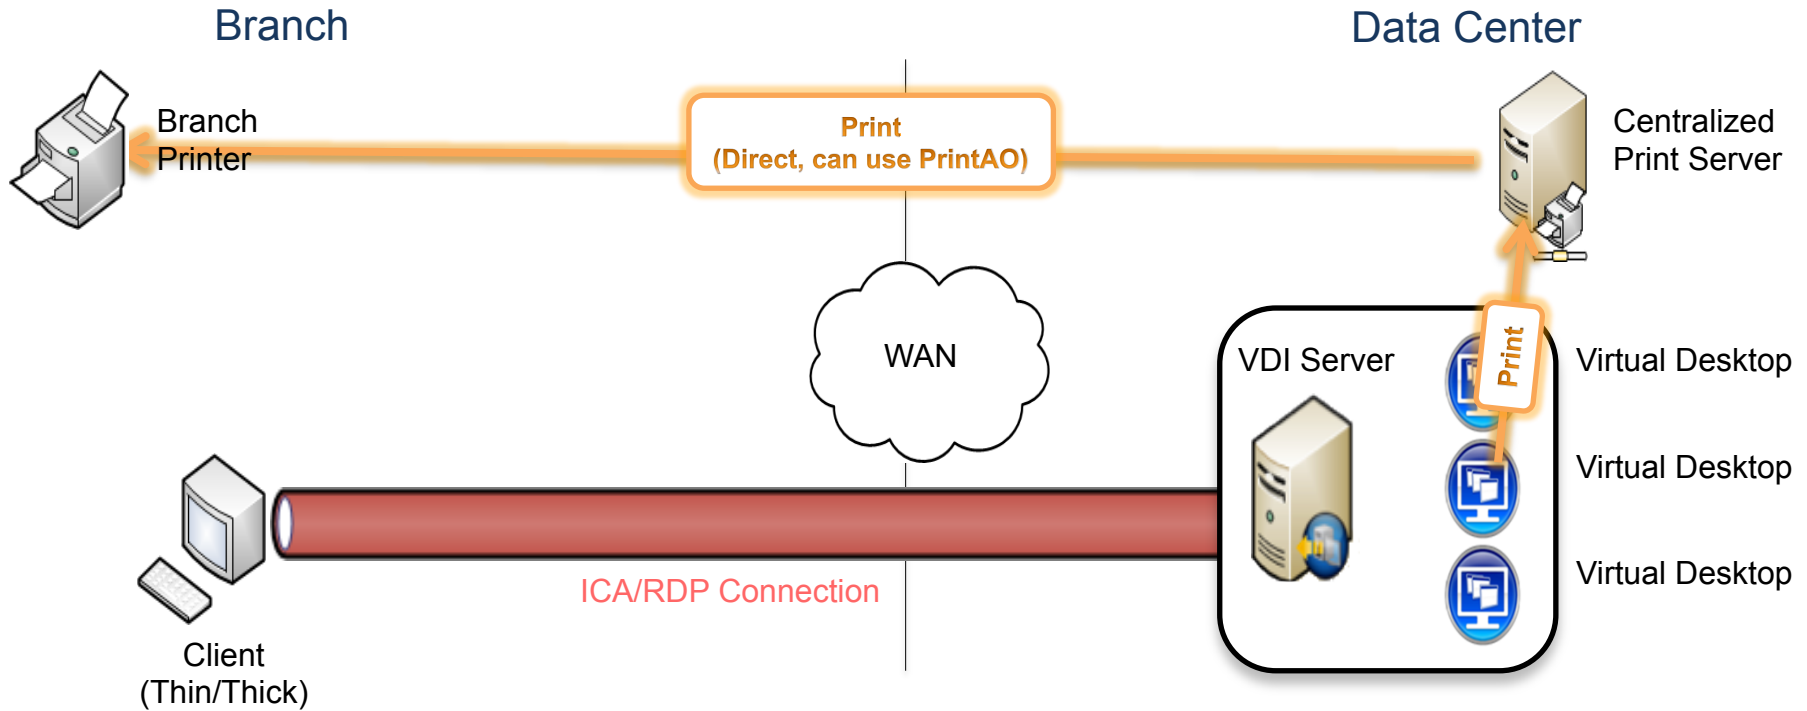 Branch
Data Center
Branch
Printer
Print
(Direct, can use PrintAO)
Centralized
Print Server
WAN
VDI Server
Print
Virtual Desktop
Virtual Desktop
Virtual Desktop
ICA/RDP Connection
Client
(Thin/Thick)